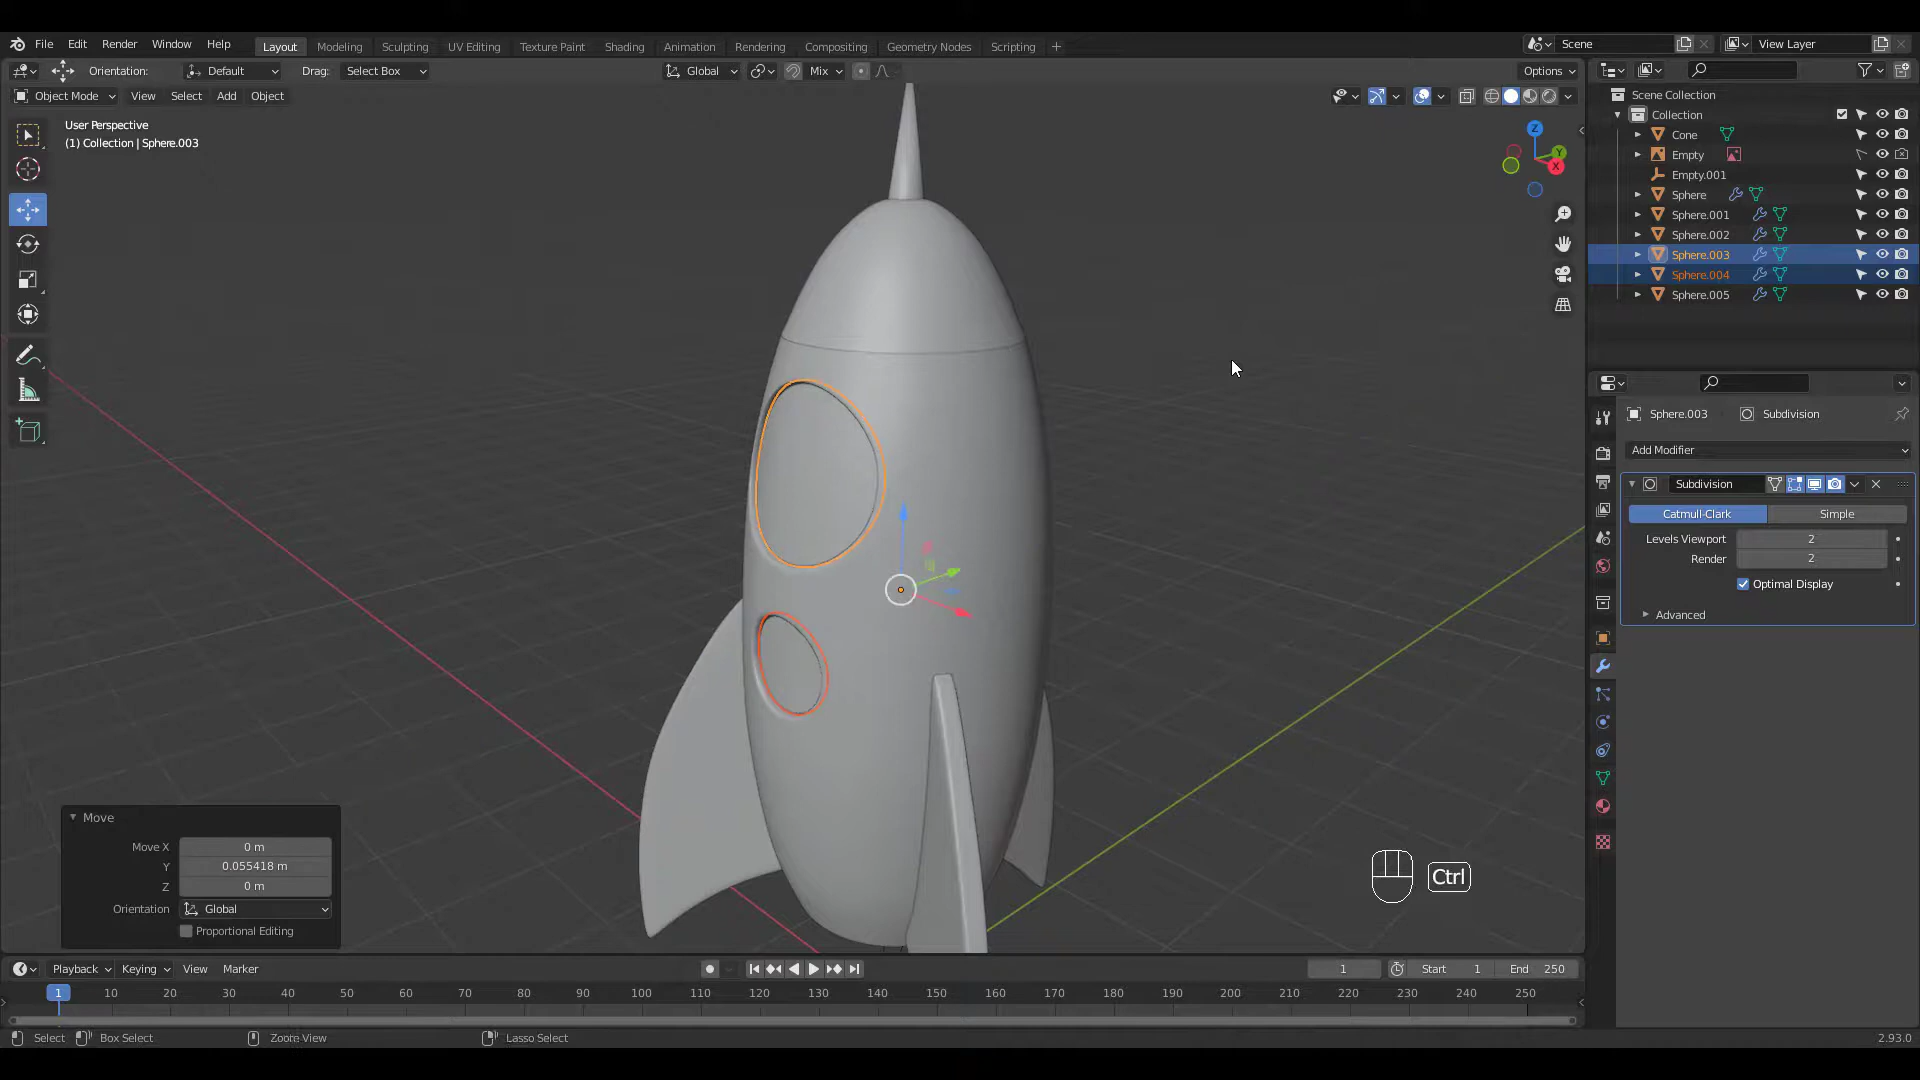 File Edit Render Window Help Layout Modeling Sculpting UV Editing Texture Paint Shading Animation Rendering Compositing Geometry Nodes Scripting + Scene View Layer
Orientation: Default Drag: Select Box Global Mix Options
Object Mode View Select Add Object
User Perspective
(1) Collection | Sphere.003
Z
Y
X
Scene Collection
Collection
Cone
Empty
Empty.001
Sphere
Sphere.001
Sphere.002
Sphere.003
Sphere.004
Sphere.005
Sphere.003 Subdivision
Add Modifier
Subdivision
Catmull-Clark Simple
Levels Viewport 2
Render 2
Optimal Display
Advanced
Move
Move X 0 m
Y 0.055418 m
Z 0 m
Orientation Global
Proportional Editing
Ctrl
Playback Keying View Marker 1 Start 1 End 250
1 10 20 30 40 50 60 70 80 90 100 110 120 130 140 150 160 170 180 190 200 210 220 230 240 250
Select Box Select Zoom View Lasso Select 2.93.0